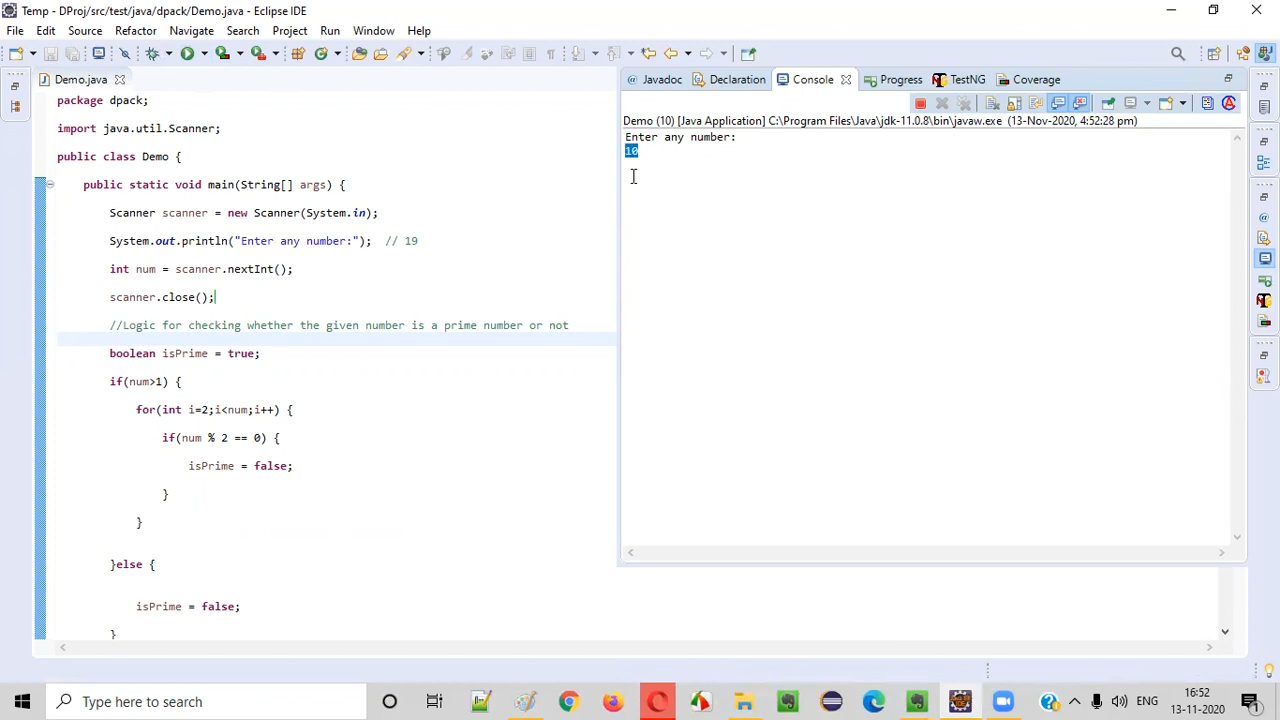 Temp - DProj/src/test/java/dpack/Demo.java - Eclipse IDE
File Edit Source Refactor Navigate Search Project Run Window Help
Demo.java
package dpack;
import java.util.Scanner;
public class Demo {
public static void main(String[] args) {
Scanner scanner = new Scanner(System.in);
System.out.println("Enter any number:"); // 19
int num = scanner.nextInt();
scanner.close();
//Logic for checking whether the given number is a prime number or not
boolean isPrime = true;
if(num>1) {
for(int i=2;i<num;i++) {
if(num % 2 == 0) {
isPrime = false;
}
}
}else {
isPrime = false;
}
Javadoc Declaration Console Progress TestNG Coverage
Demo (10) [Java Application] C:\Program Files\Java\jdk-11.0.8\bin\javaw.exe (13-Nov-2020, 4:52:28 pm)
Enter any number:
10
Type here to search
ENG
16:52
13-11-2020
1